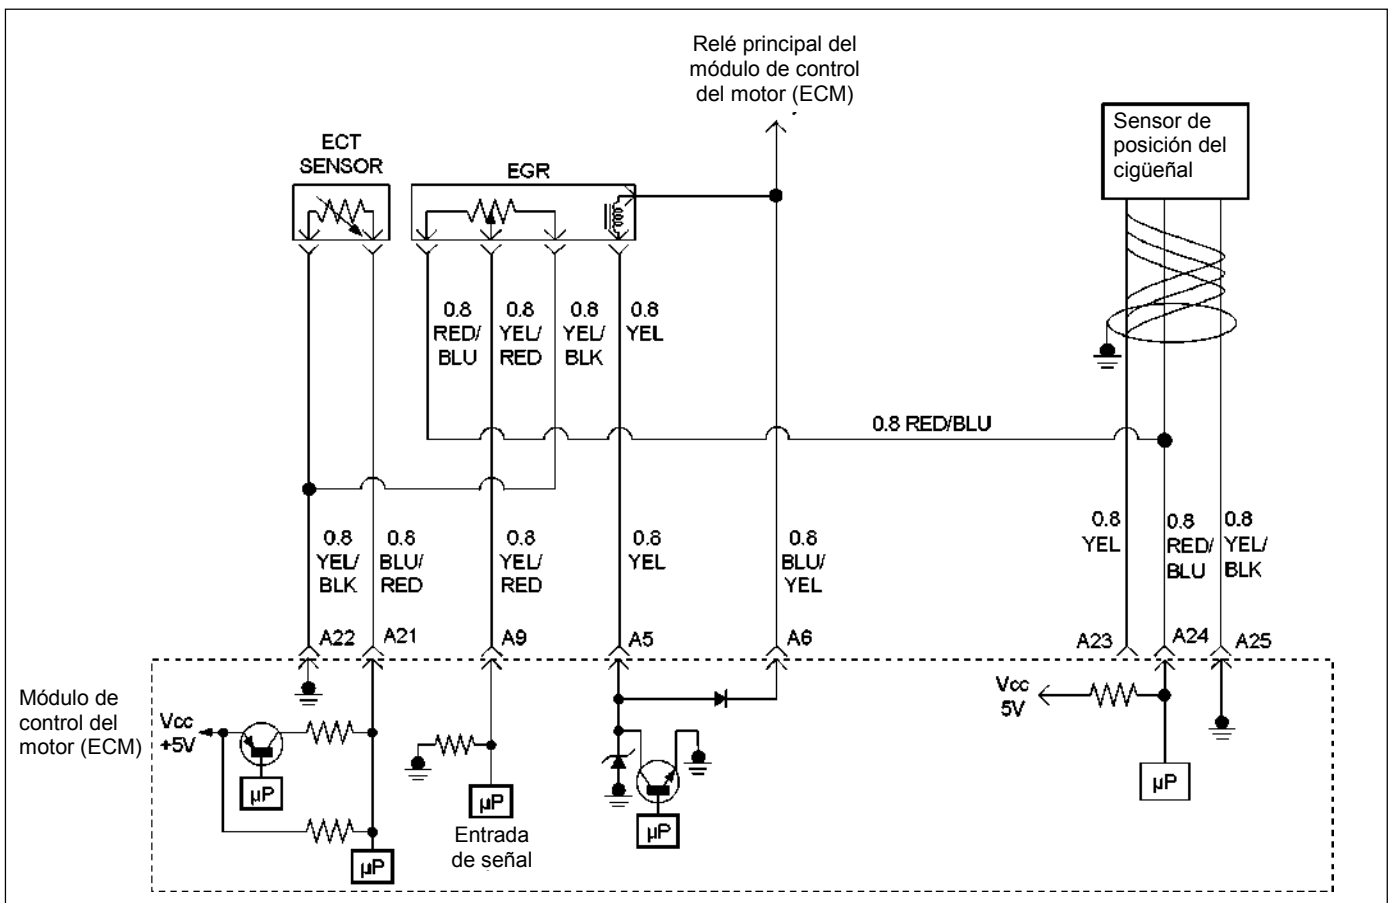 Relé principal del
módulo de control
del motor (ECM)
ECT
SENSOR
EGR
Sensor de
posición del
cigüeñal
0.8
RED/
BLU
0.8
YEL/
RED
0.8
YEL/
BLK
0.8
YEL
0.8 RED/BLU
0.8
YEL/
BLK
0.8
BLU/
RED
0.8
YEL/
RED
0.8
YEL
0.8
BLU/
YEL
0.8
YEL
0.8
RED/
BLU
0.8
YEL/
BLK
A22
A21
A9
A5
A6
A23
A24
A25
Módulo de
control del
motor (ECM)
Vcc
+5V
µP
µP
µP
Entrada
de señal
µP
Vcc
5V
µP